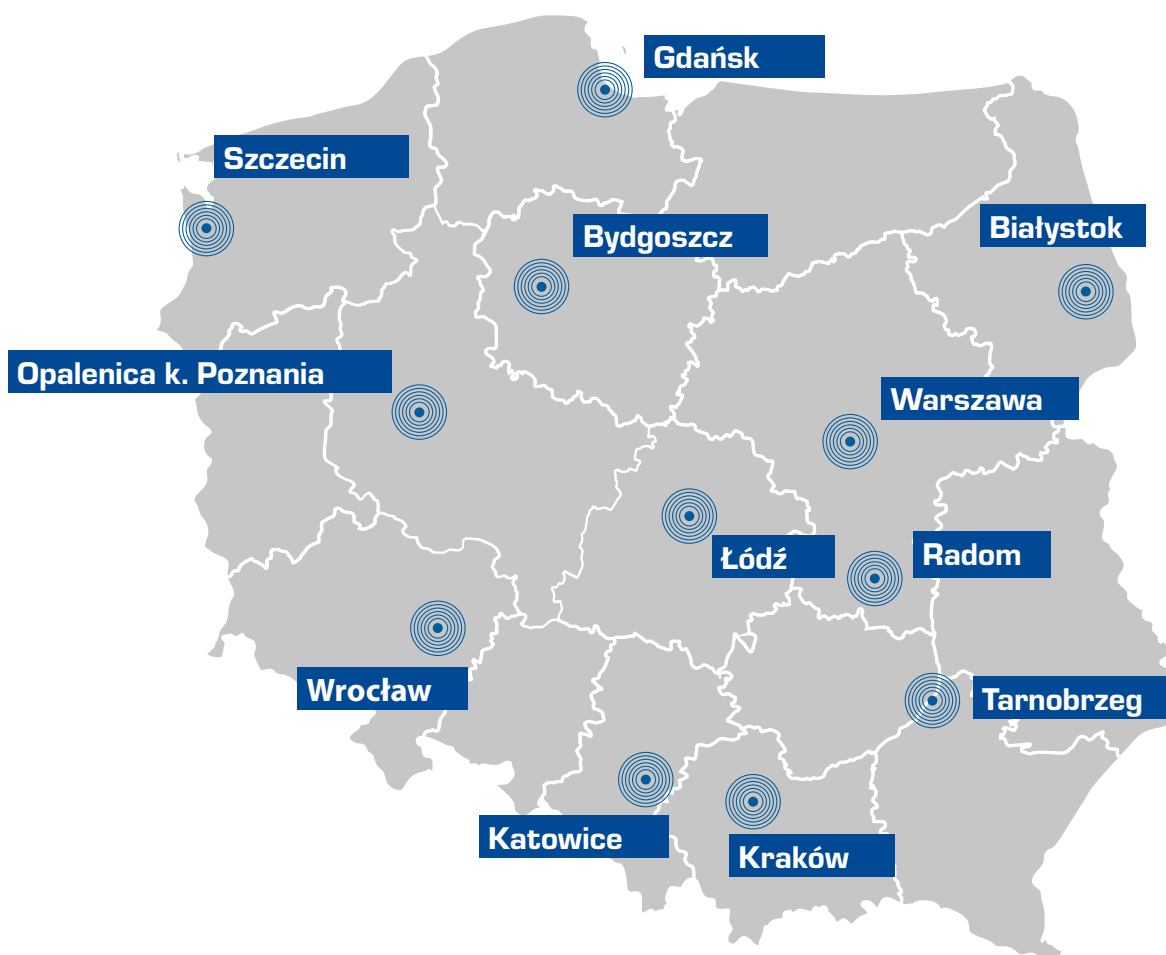 Gdańsk
Szczecin
Białystok
Bydgoszcz
Opalenica k. Poznania
Warszawa
Łódź
Radom
Wrocław
Tarnobrzeg
Katowice
Kraków